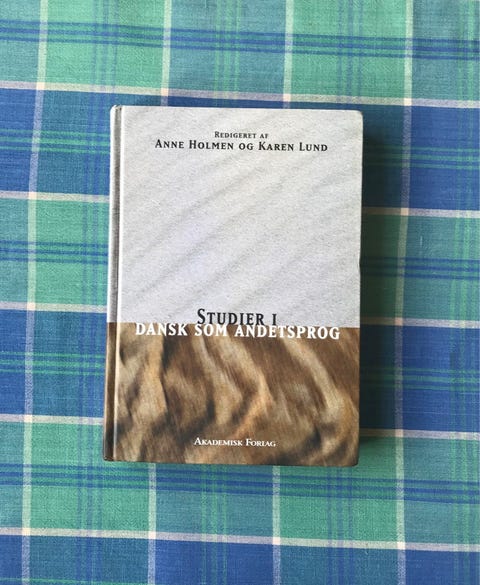 REDIGERET AF
ANNE HOLMEN OG KAREN LUND
STUDIER I
DANSK SOM ANDETSPROG
AKADEMISK FORLAG